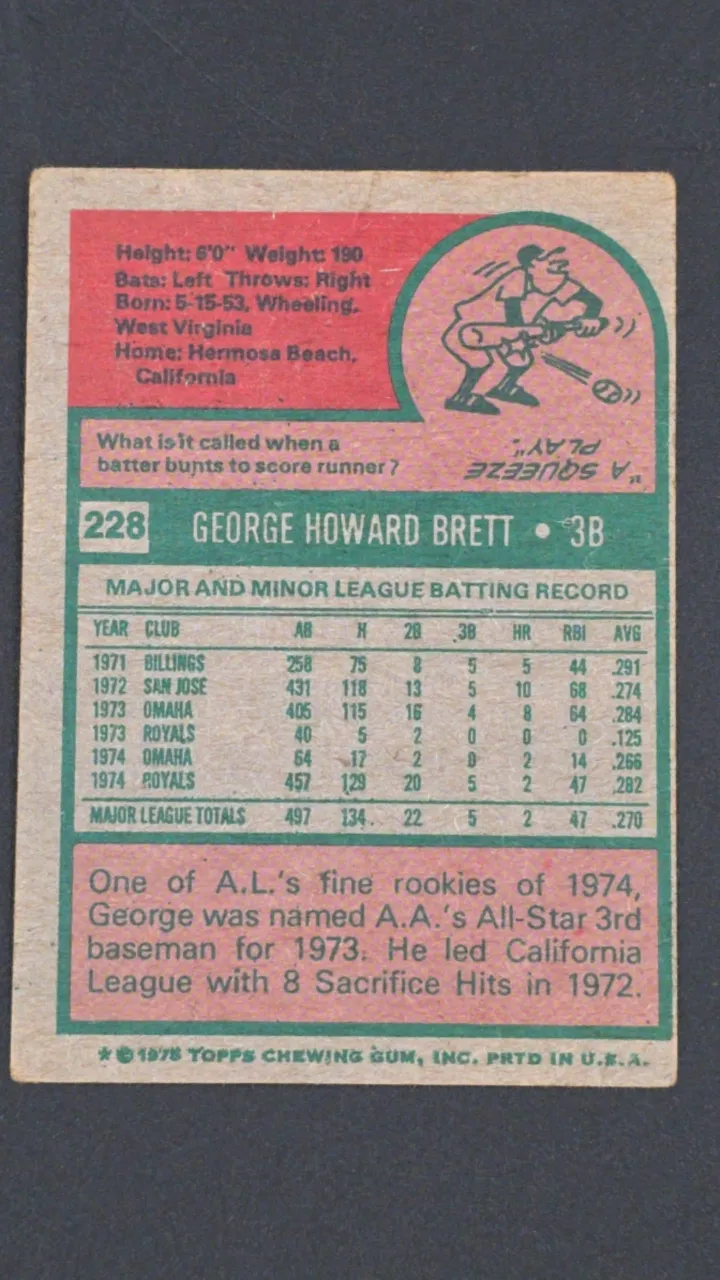 Height: 6'0" Weight: 190
Bats: Left Throws: Right
Born: 5-15-53, Wheeling,
West Virginia
Home: Hermosa Beach,
California
What is it called when a
batter bunts to score runner?
"A SQUEEZE
PLAY".
228 GEORGE HOWARD BRETT • 3B
MAJOR AND MINOR LEAGUE BATTING RECORD
YEAR CLUB AB H 2B 3B HR RBI AVG
1971 BILLINGS 258 75 8 5 5 44 .291
1972 SAN JOSE 431 118 13 5 10 68 .274
1973 OMAHA 405 115 16 4 8 64 .284
1973 ROYALS 40 5 2 0 0 0 .125
1974 OMAHA 64 17 2 0 2 14 .266
1974 ROYALS 457 129 20 5 2 47 .282
MAJOR LEAGUE TOTALS 497 134 22 5 2 47 .270
One of A.L.'s fine rookies of 1974,
George was named A.A.'s All-Star 3rd
baseman for 1973. He led California
League with 8 Sacrifice Hits in 1972.
★ © 1975 TOPPS CHEWING GUM, INC. PRTD IN U.S.A.